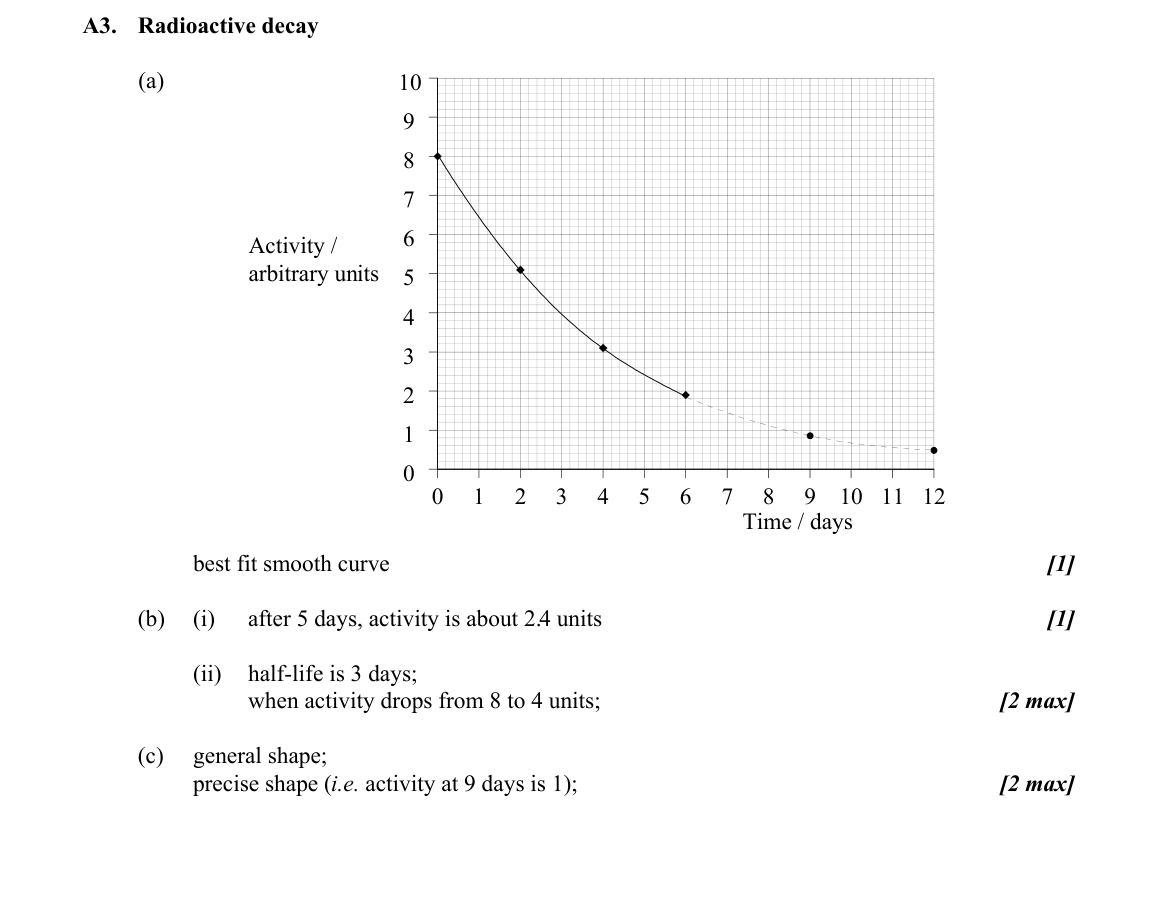 A3. Radioactive decay
(a)
10
9
8
7
6
5
4
3
2
1
0
Activity /
arbitrary units
0 1 2 3 4 5 6 7 8 9 10 11 12
Time / days
best fit smooth curve [1]
(b) (i) after 5 days, activity is about 2.4 units [1]
(ii) half-life is 3 days;
when activity drops from 8 to 4 units; [2 max]
(c) general shape;
precise shape (i.e. activity at 9 days is 1); [2 max]